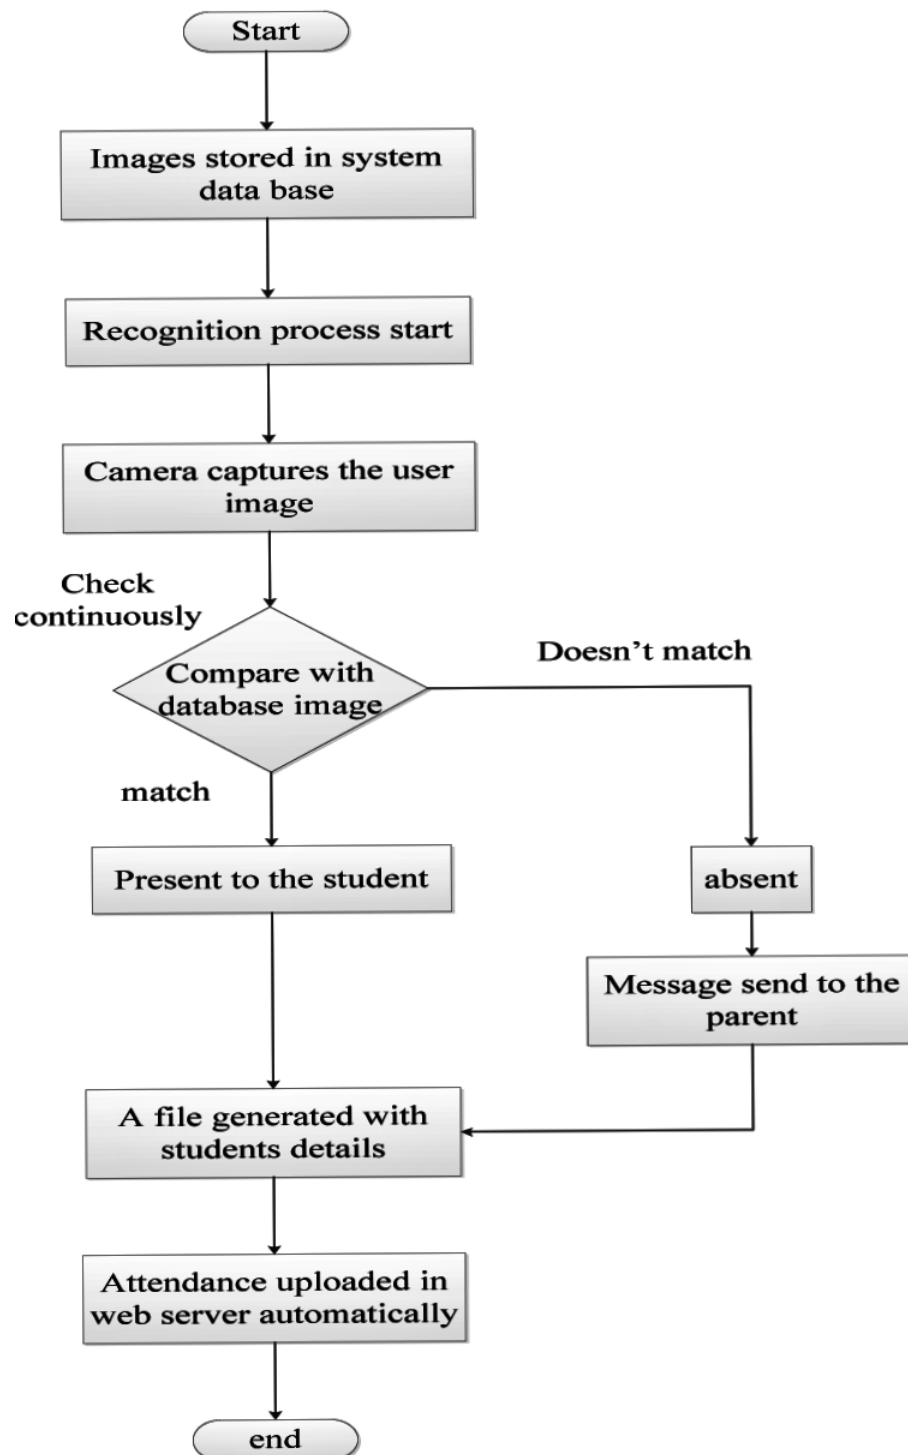 Start
Images stored in system
data base
Recognition process start
Camera captures the user
image
Check
continuously
Compare with
database image
Doesn't match
match
Present to the student
absent
Message send to the
parent
A file generated with
students details
Attendance uploaded in
web server automatically
end